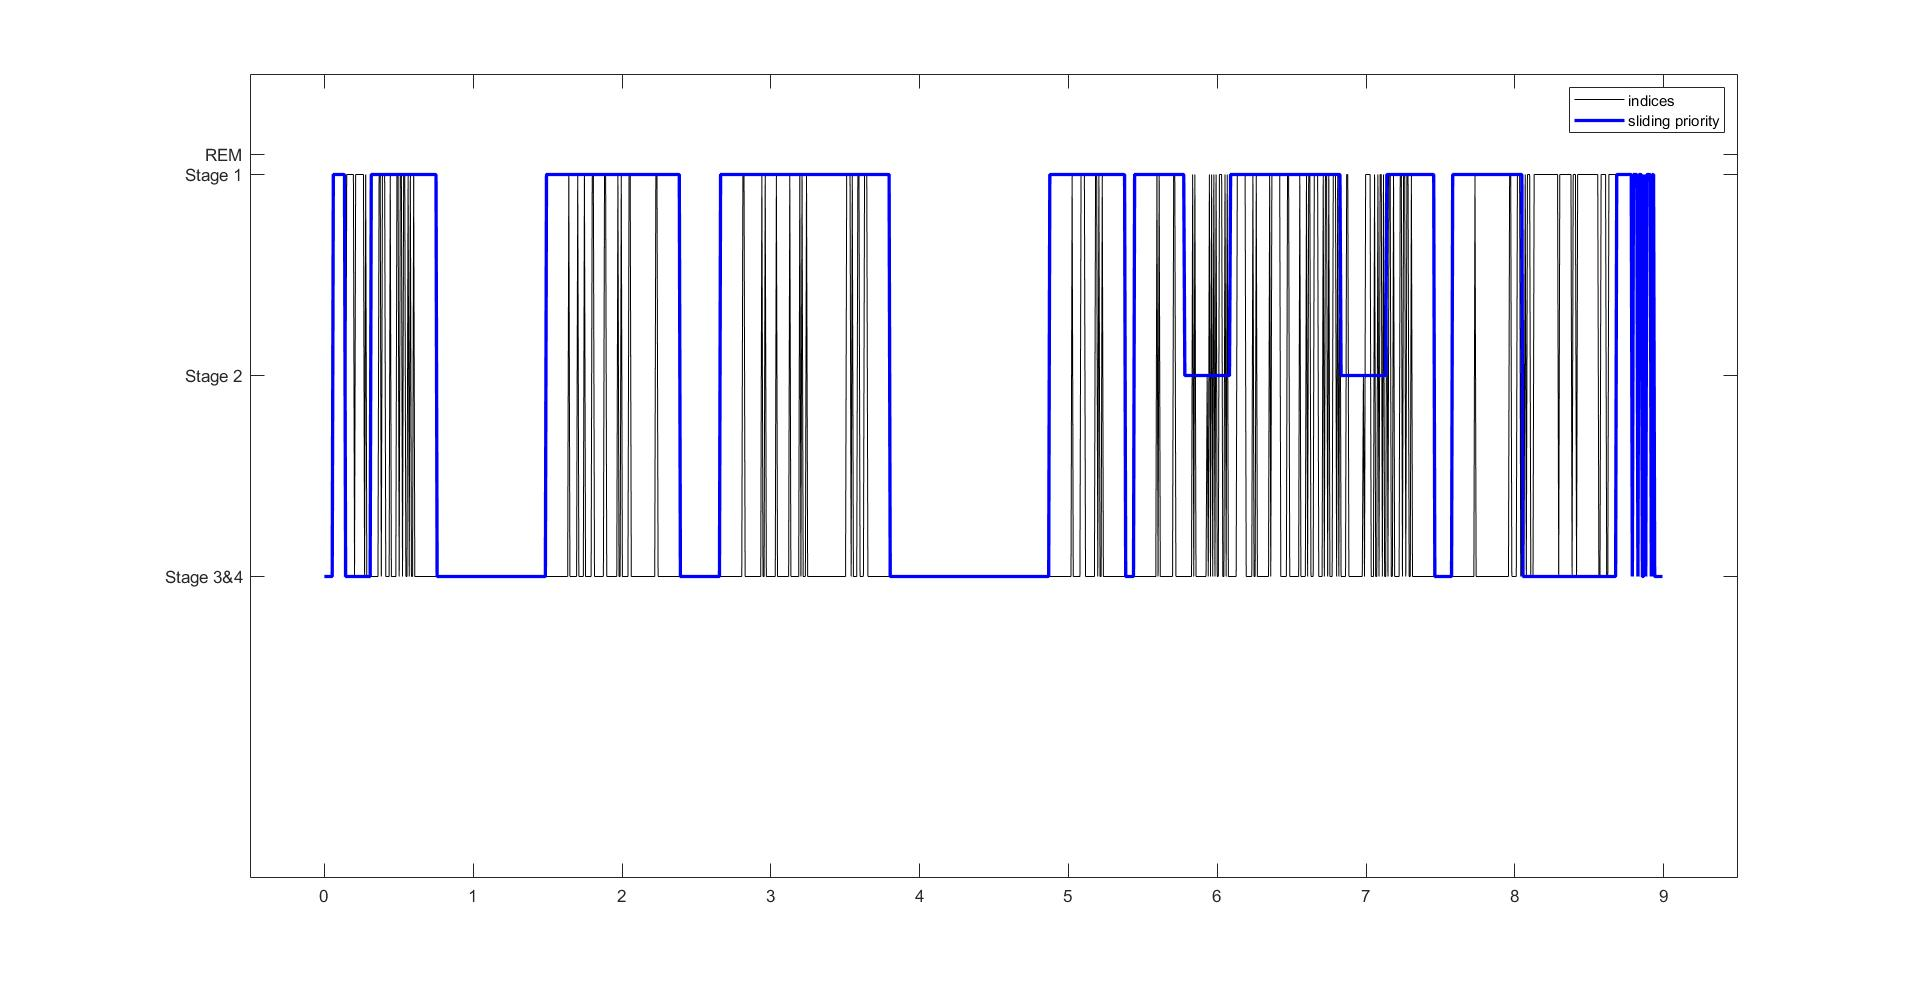 indices
sliding priority
REM
Stage 1
Stage 2
Stage 3&4
0 1 2 3 4 5 6 7 8 9